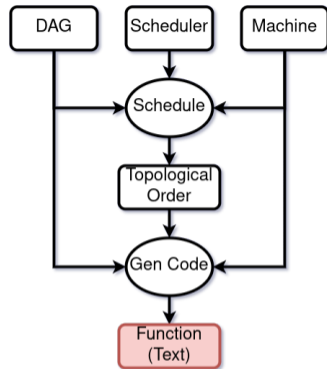 DAG
Scheduler
Machine
Schedule
Topological
Order
Gen Code
Function
(Text)